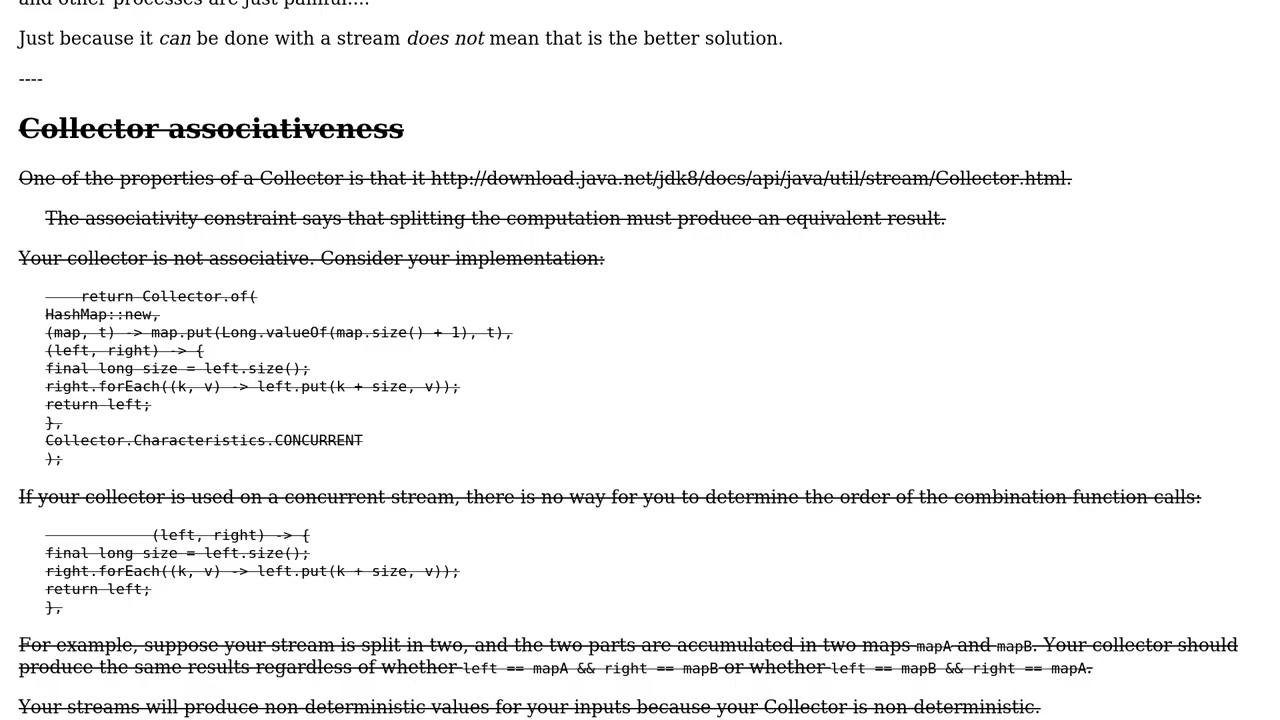 and other processes are just painful....
Just because it can be done with a stream does not mean that is the better solution.
----
Collector associativeness
One of the properties of a Collector is that it http://download.java.net/jdk8/docs/api/java/util/stream/Collector.html.
The associativity constraint says that splitting the computation must produce an equivalent result.
Your collector is not associative. Consider your implementation:
return Collector.of(
HashMap::new,
(map, t) -> map.put(Long.valueOf(map.size() + 1), t),
(left, right) -> {
final long size = left.size();
right.forEach((k, v) -> left.put(k + size, v));
return left;
},
Collector.Characteristics.CONCURRENT
);
If your collector is used on a concurrent stream, there is no way for you to determine the order of the combination function calls:
(left, right) -> {
final long size = left.size();
right.forEach((k, v) -> left.put(k + size, v));
return left;
},
For example, suppose your stream is split in two, and the two parts are accumulated in two maps mapA and mapB. Your collector should
produce the same results regardless of whether left == mapA && right == mapB or whether left == mapB && right == mapA.
Your streams will produce non deterministic values for your inputs because your Collector is non deterministic.